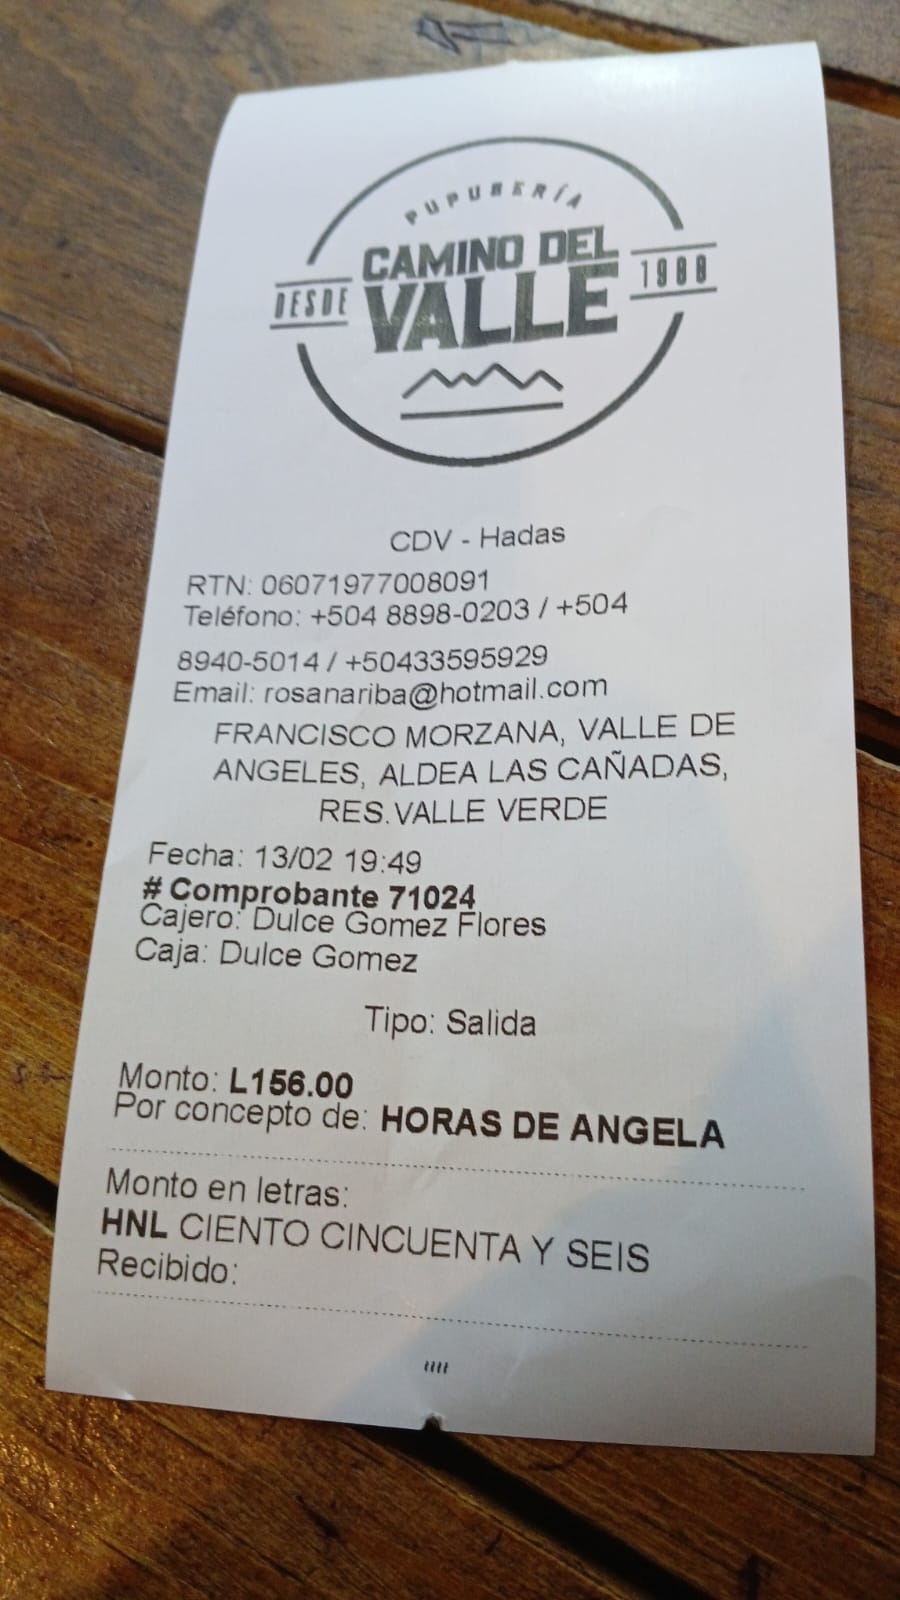 PUPUSERÍA
CAMINO DEL
VALLE
DESDE
1988
CDV - Hadas
RTN: 06071977008091
Teléfono: +504 8898-0203 / +504
8940-5014 / +50433595929
Email: rosanariba@hotmail.com
FRANCISCO MORZANA, VALLE DE
ANGELES, ALDEA LAS CAÑADAS,
RES.VALLE VERDE
Fecha: 13/02 19:49
# Comprobante 71024
Cajero: Dulce Gomez Flores
Caja: Dulce Gomez
Tipo: Salida
Monto: L156.00
Por concepto de: HORAS DE ANGELA
Monto en letras:
HNL CIENTO CINCUENTA Y SEIS
Recibido: